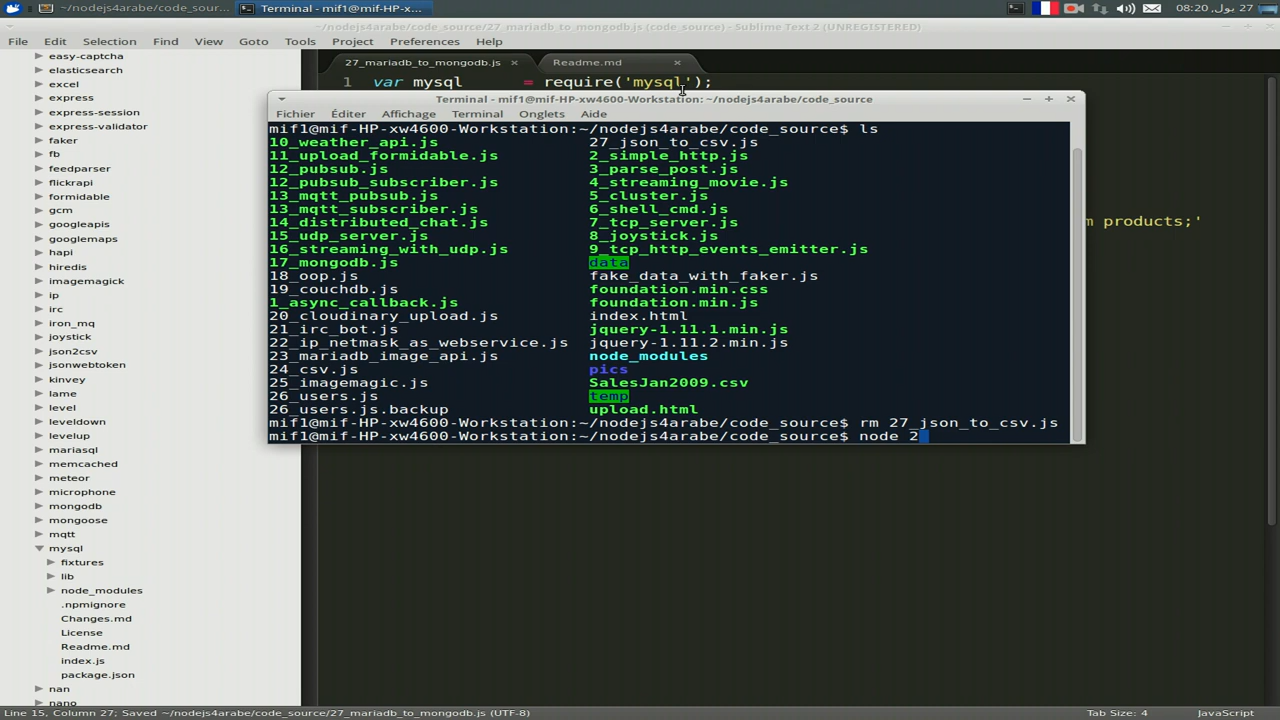 ~/nodejs4arabe/code_sour...
Terminal - mif1@mif-HP-x...
27 بول, 08:20
~/nodejs4arabe/code_source/27_mariadb_to_mongodb.js (code_source) - Sublime Text 2 (UNREGISTERED)
File Edit Selection Find View Goto Tools Project Preferences Help
easy-captcha
elasticsearch
excel
express
express-session
express-validator
faker
fb
feedparser
flickrapi
formidable
gcm
googleapis
googlemaps
hapi
hiredis
imagemagick
ip
ipv
irc
iron_mq
joystick
json2csv
jsonwebtoken
kinvey
lame
level
leveldown
levelup
mariasql
memcached
meteor
microphone
mongodb
mongoose
mqtt
mysql
fixtures
lib
node_modules
.npmignore
Changes.md
License
Readme.md
index.js
package.json
nan
nano
27_mariadb_to_mongodb.js × Readme.md ×
1 var mysql = require('mysql');
m products;'
Terminal - mif1@mif-HP-xw4600-Workstation: ~/nodejs4arabe/code_source
Fichier Éditer Affichage Terminal Onglets Aide
mif1@mif-HP-xw4600-Workstation:~/nodejs4arabe/code_source$ ls
10_weather_api.js 27_json_to_csv.js
11_upload_formidable.js 2_simple_http.js
12_pubsub.js 3_parse_post.js
12_pubsub_subscriber.js 4_streaming_movie.js
13_mqtt_pubsub.js 5_cluster.js
13_mqtt_subscriber.js 6_shell_cmd.js
14_distributed_chat.js 7_tcp_server.js
15_udp_server.js 8_joystick.js
16_streaming_with_udp.js 9_tcp_http_events_emitter.js
17_mongodb.js data
18_oop.js fake_data_with_faker.js
19_couchdb.js foundation.min.css
1_async_callback.js foundation.min.js
20_cloudinary_upload.js index.html
21_irc_bot.js jquery-1.11.1.min.js
22_ip_netmask_as_webservice.js jquery-1.11.2.min.js
23_mariadb_image_api.js node_modules
24_csv.js pics
25_imagemagic.js SalesJan2009.csv
26_users.js temp
26_users.js.backup upload.html
mif1@mif-HP-xw4600-Workstation:~/nodejs4arabe/code_source$ rm 27_json_to_csv.js
mif1@mif-HP-xw4600-Workstation:~/nodejs4arabe/code_source$ node 2
Line 15, Column 27; Saved ~/nodejs4arabe/code_source/27_mariadb_to_mongodb.js (UTF-8)
Tab Size: 4 JavaScript